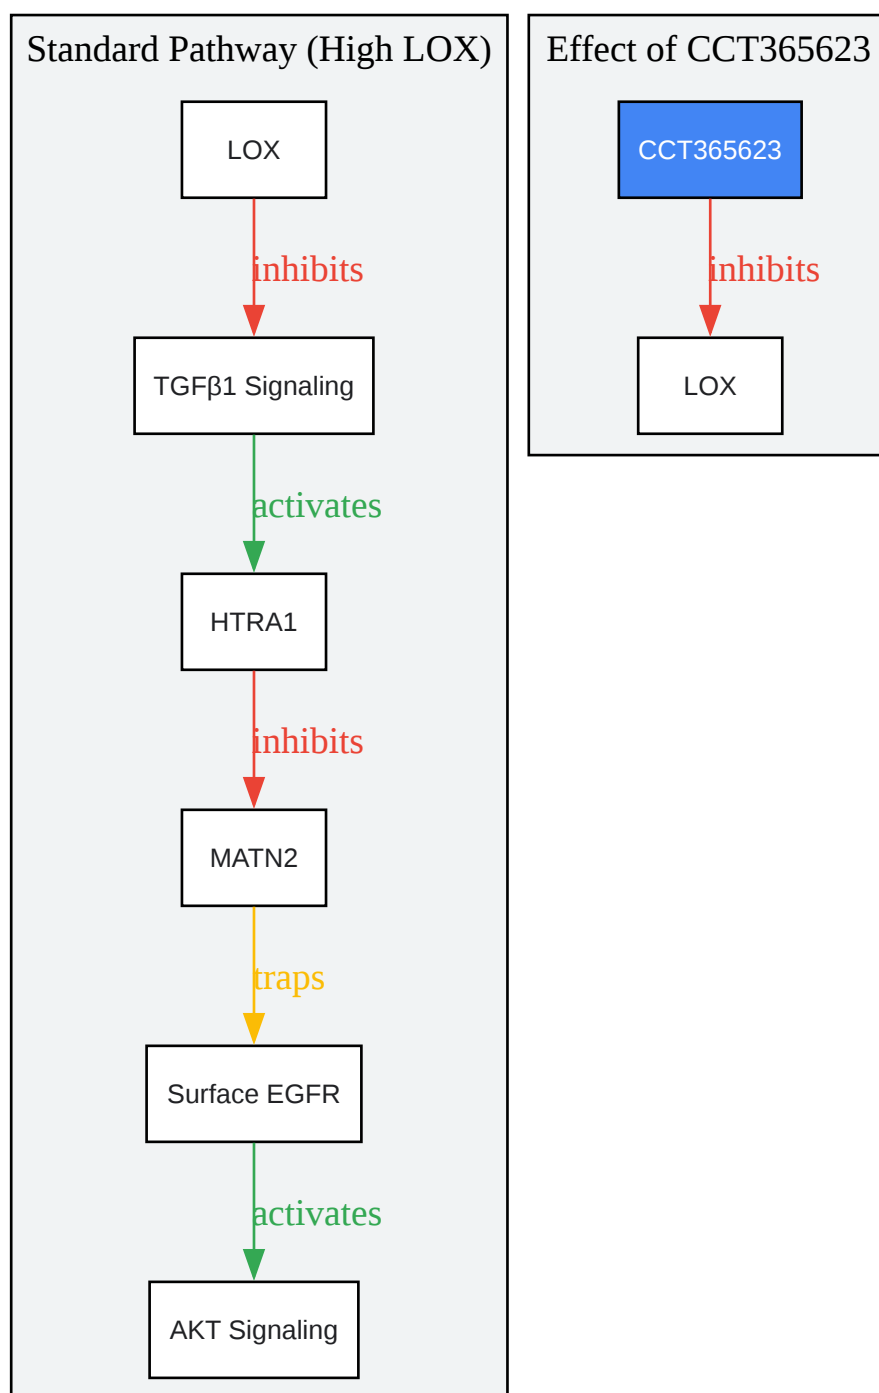 Standard Pathway (High LOX)
LOX
inhibits
TGFβ1 Signaling
activates
HTRA1
inhibits
MATN2
traps
Surface EGFR
activates
AKT Signaling
Effect of CCT365623
CCT365623
inhibits
LOX